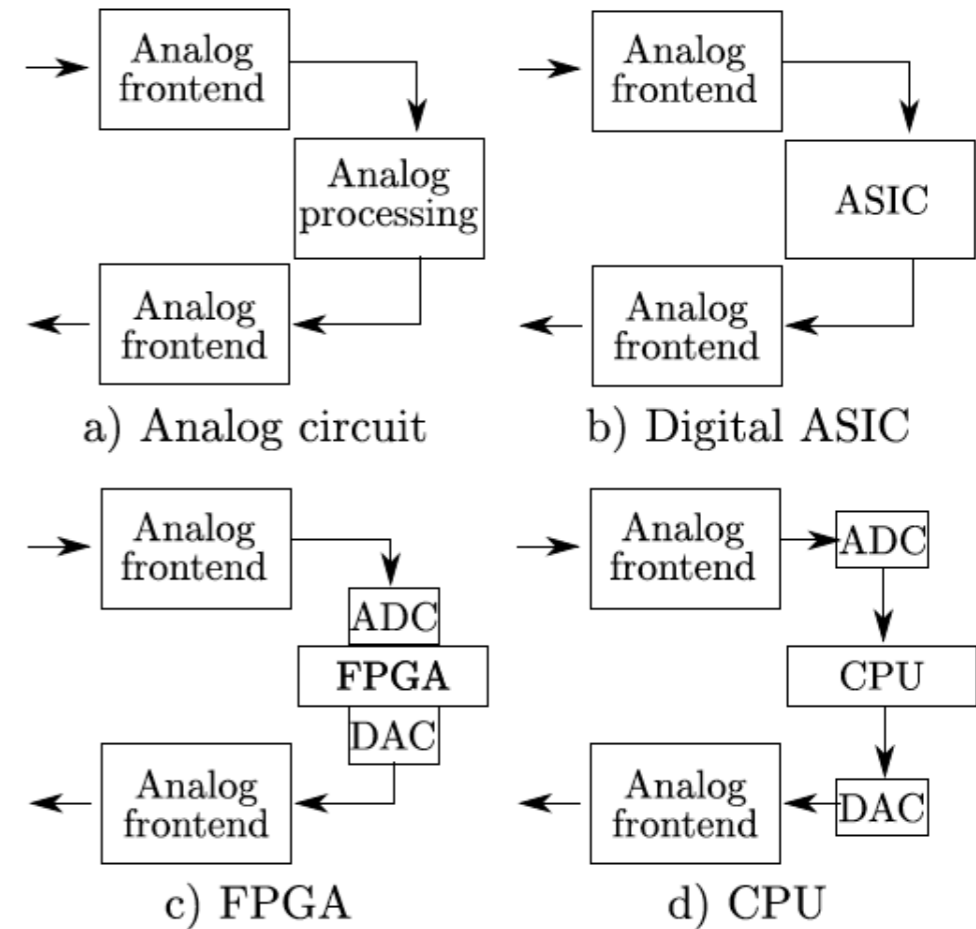 Analog
frontend
Analog
processing
Analog
frontend
a) Analog circuit
Analog
frontend
ASIC
Analog
frontend
b) Digital ASIC
Analog
frontend
ADC
FPGA
DAC
Analog
frontend
c) FPGA
Analog
frontend
ADC
CPU
DAC
Analog
frontend
d) CPU